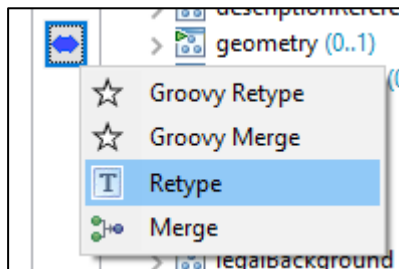 geometry (0..1)
Groovy Retype
Groovy Merge
Retype
Merge
legalBackground